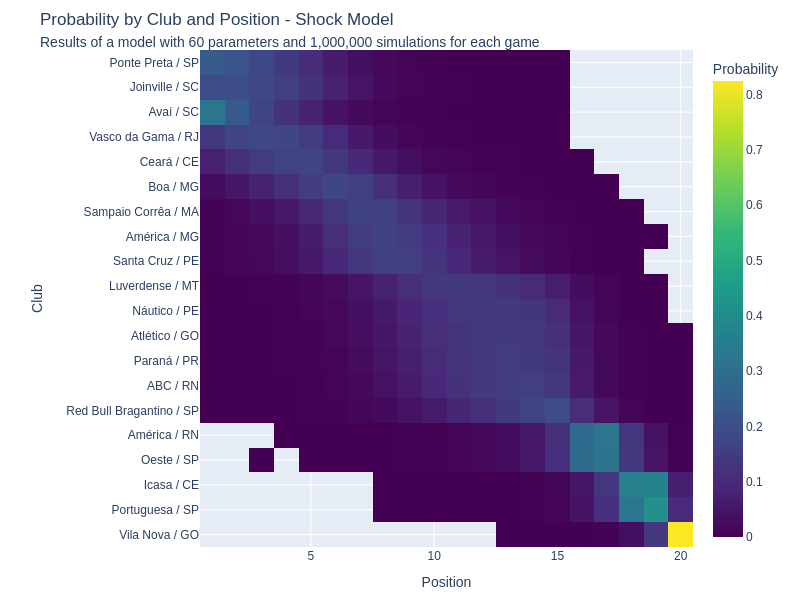 Probability by Club and Position - Shock Model
Results of a model with 60 parameters and 1,000,000 simulations for each game
Probability
Club
Ponte Preta / SP
Joinville / SC
Avaí / SC
Vasco da Gama / RJ
Ceará / CE
Boa / MG
Sampaio Corrêa / MA
América / MG
Santa Cruz / PE
Luverdense / MT
Náutico / PE
Atlético / GO
Paraná / PR
ABC / RN
Red Bull Bragantino / SP
América / RN
Oeste / SP
Icasa / CE
Portuguesa / SP
Vila Nova / GO
0.8
0.7
0.6
0.5
0.4
0.3
0.2
0.1
0
5
10
15
20
Position